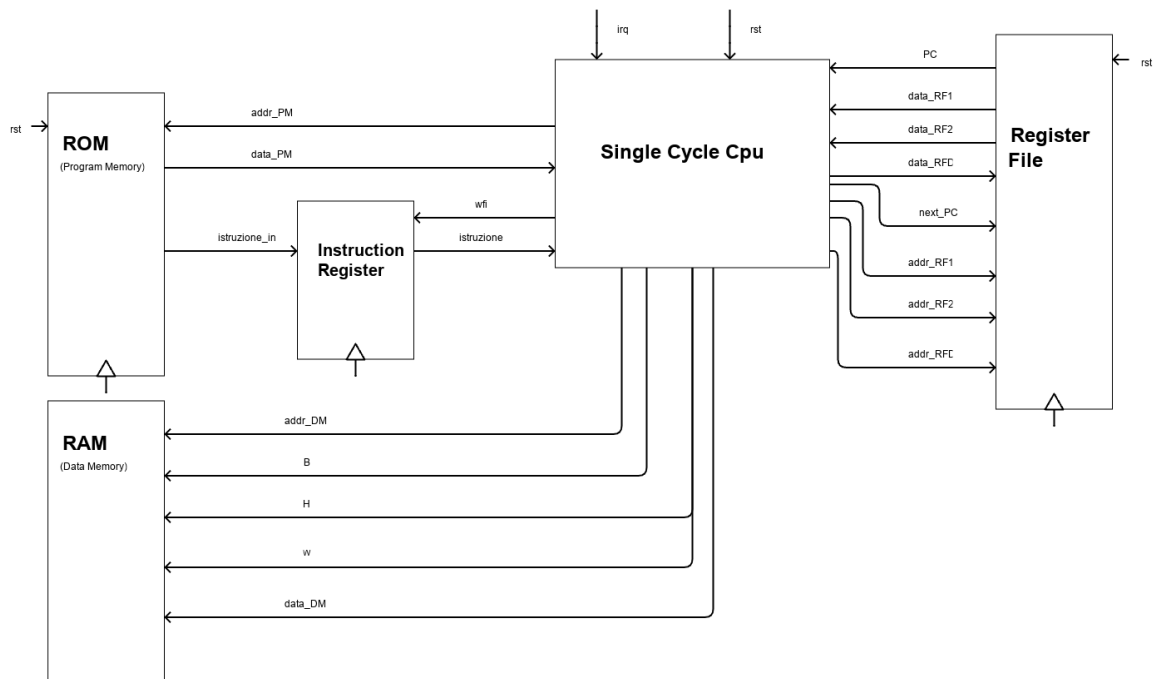 irq
rst
PC
rst
data_RF1
ROM
(Program Memory)
rst
addr_PM
data_RF2
Single Cycle Cpu
Register
File
data_PM
data_RFD
wfi
next_PC
istruzione_in
Instruction
Register
istruzione
addr_RF1
addr_RF2
addr_RFD
RAM
(Data Memory)
addr_DM
B
H
w
data_DM